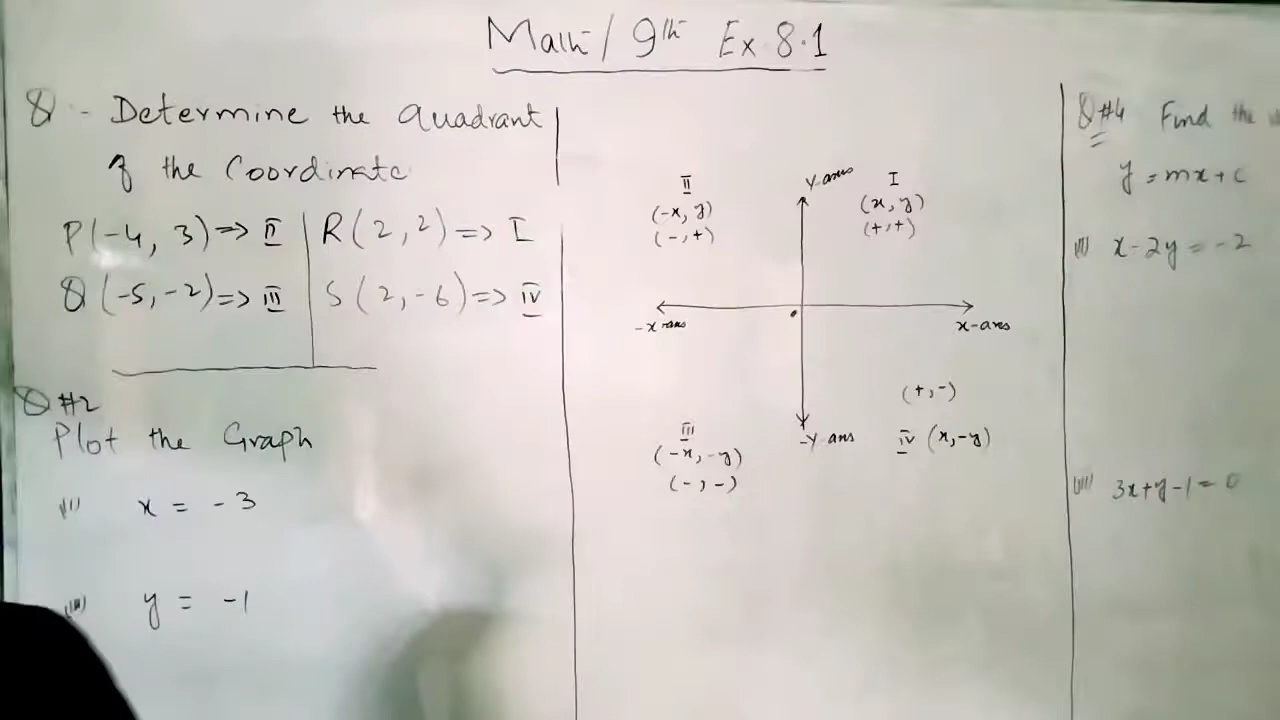 Math / 9th Ex 8.1
Q - Determine the Quadrant
of the Coordinate
P(-4, 3) => II
R(2, 2) => I
Q(-5, -2) => III
S(2, -6) => IV
Q #2
Plot the Graph
x = -3
y = -1
II
(-x, y)
(-, +)
y-axis
I
(x, y)
(+, +)
-x axis
x-axis
III
(-x, -y)
(-, -)
-y axis
(+, -)
IV (x, -y)
Q #4 Find the
y = mx + c
x - 2y = -2
3x + y - 1 = 0